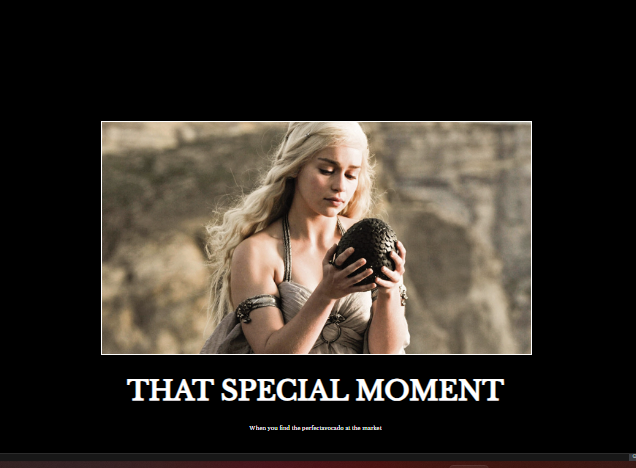 THAT SPECIAL MOMENT
When you find the perfectavocado at the market